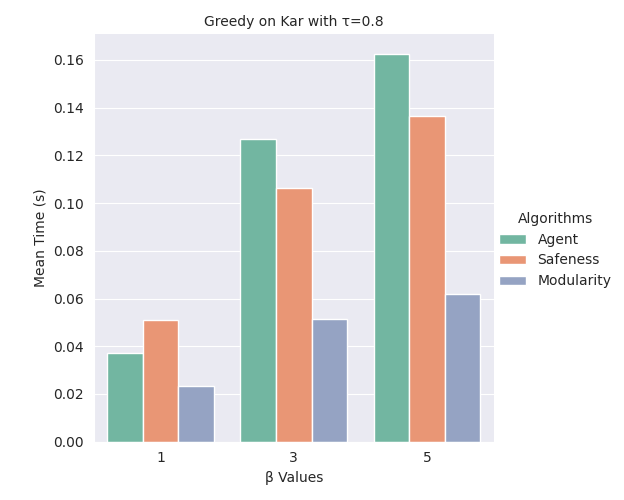 Greedy on Kar with τ=0.8
0.16
0.14
0.12
0.10
0.08
0.06
0.04
0.02
0.00
Mean Time (s)
1
3
5
β Values
Algorithms
Agent
Safeness
Modularity